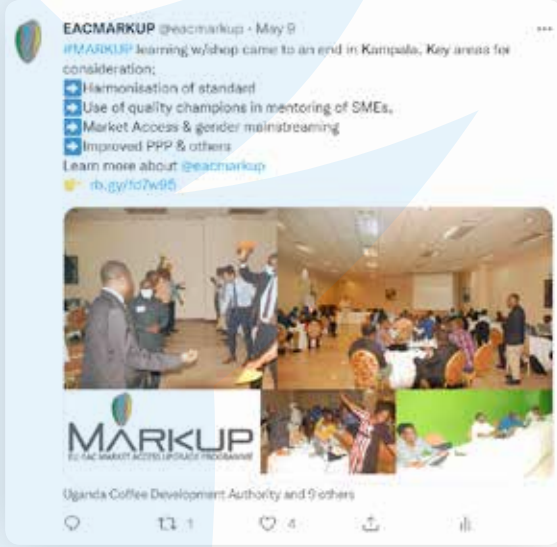 EACMARKUP @eacmarkup · May 9
#MARKUP learning w/shop came to an end in Kampala. Key areas for
consideration;
➡Harmonisation of standard
➡Use of quality champions in mentoring of SMEs,
➡Market Access & gender mainstreaming
➡Improved PPP & others
Learn more about @eacmarkup
👉 rb.gy/fd7w95
MARKUP
EU-EAC MARKET ACCESS UPGRADE PROGRAMME
Uganda Coffee Development Authority and 9 others
1
4